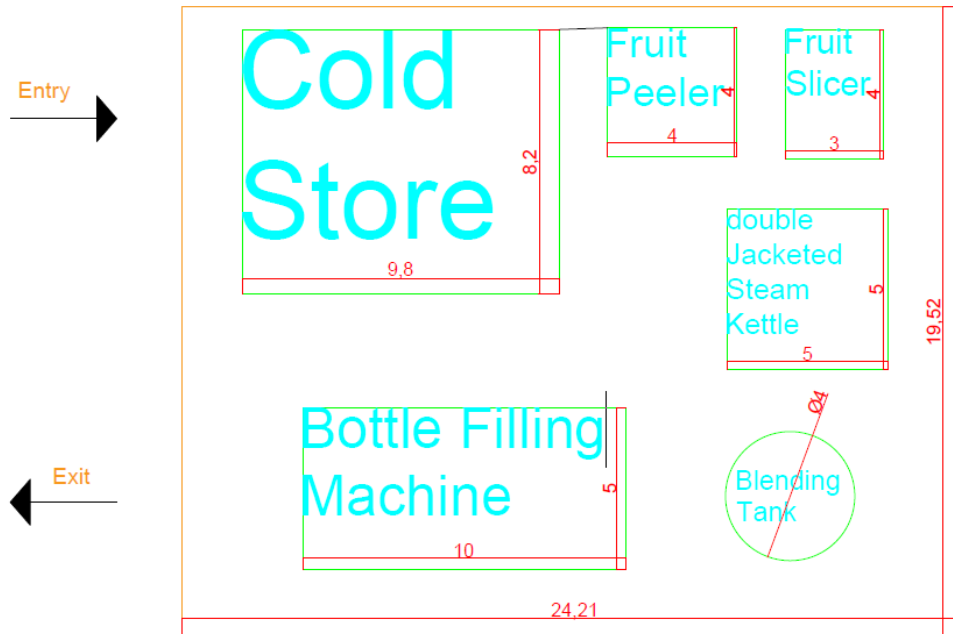 Entry
Cold
Store
8,2
9,8
Fruit
Peeler
4
4
Fruit
Slicer
4
3
double
Jacketed
Steam
Kettle
5
5
19,52
Exit
Bottle Filling
Machine
5
10
Ø4
Blending
Tank
24,21